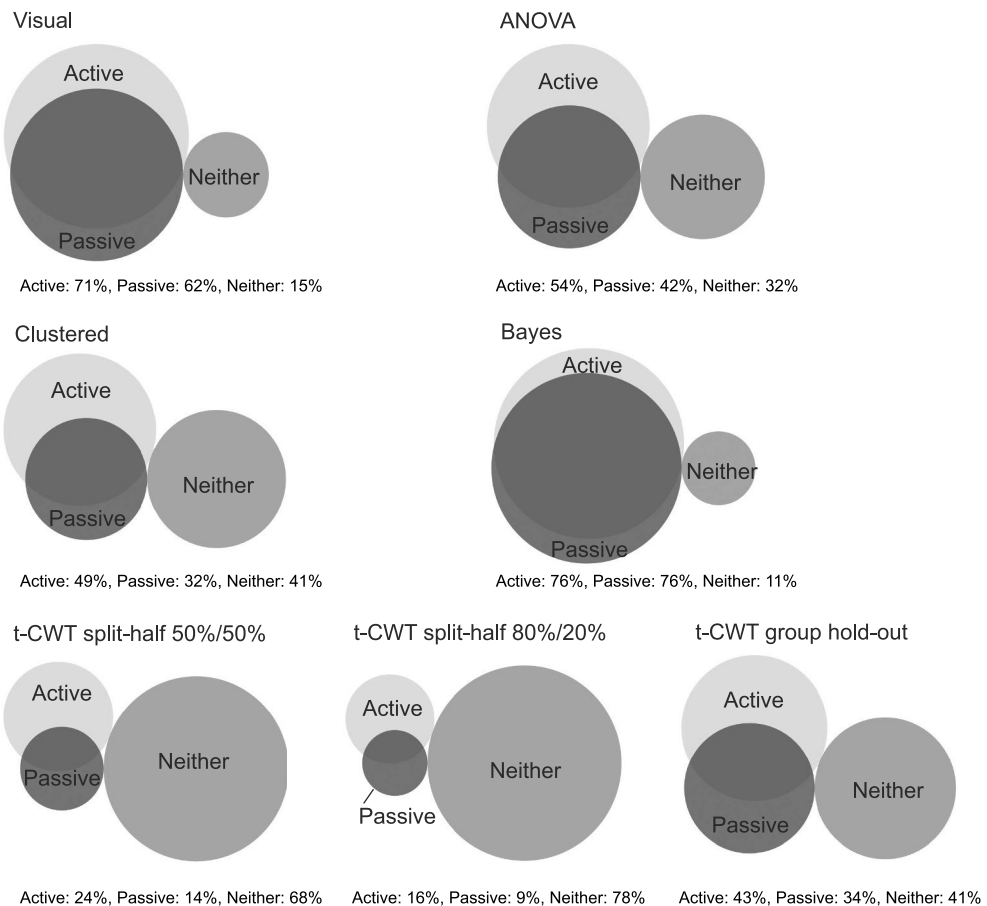 Visual
Active
Neither
Passive
Active: 71%, Passive: 62%, Neither: 15%
ANOVA
Active
Neither
Passive
Active: 54%, Passive: 42%, Neither: 32%
Clustered
Active
Neither
Passive
Active: 49%, Passive: 32%, Neither: 41%
Bayes
Active
Neither
Passive
Active: 76%, Passive: 76%, Neither: 11%
t-CWT split-half 50%/50%
Active
Neither
Passive
Active: 24%, Passive: 14%, Neither: 68%
t-CWT split-half 80%/20%
Active
Neither
Passive
Active: 16%, Passive: 9%, Neither: 78%
t-CWT group hold-out
Active
Neither
Passive
Active: 43%, Passive: 34%, Neither: 41%